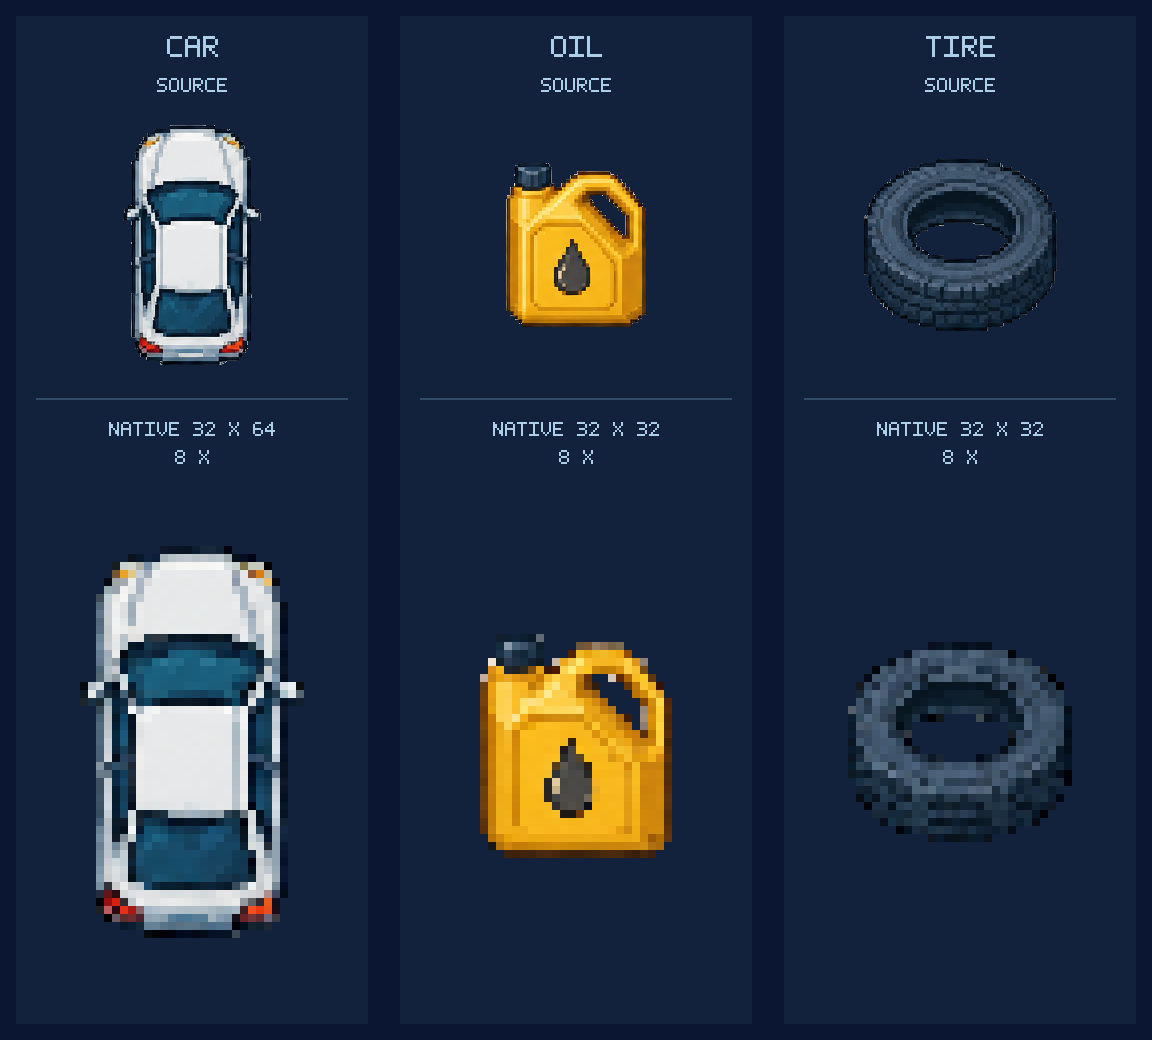 CAR
SOURCE
NATIVE 32 X 64
8 X
OIL
SOURCE
NATIVE 32 X 32
8 X
TIRE
SOURCE
NATIVE 32 X 32
8 X